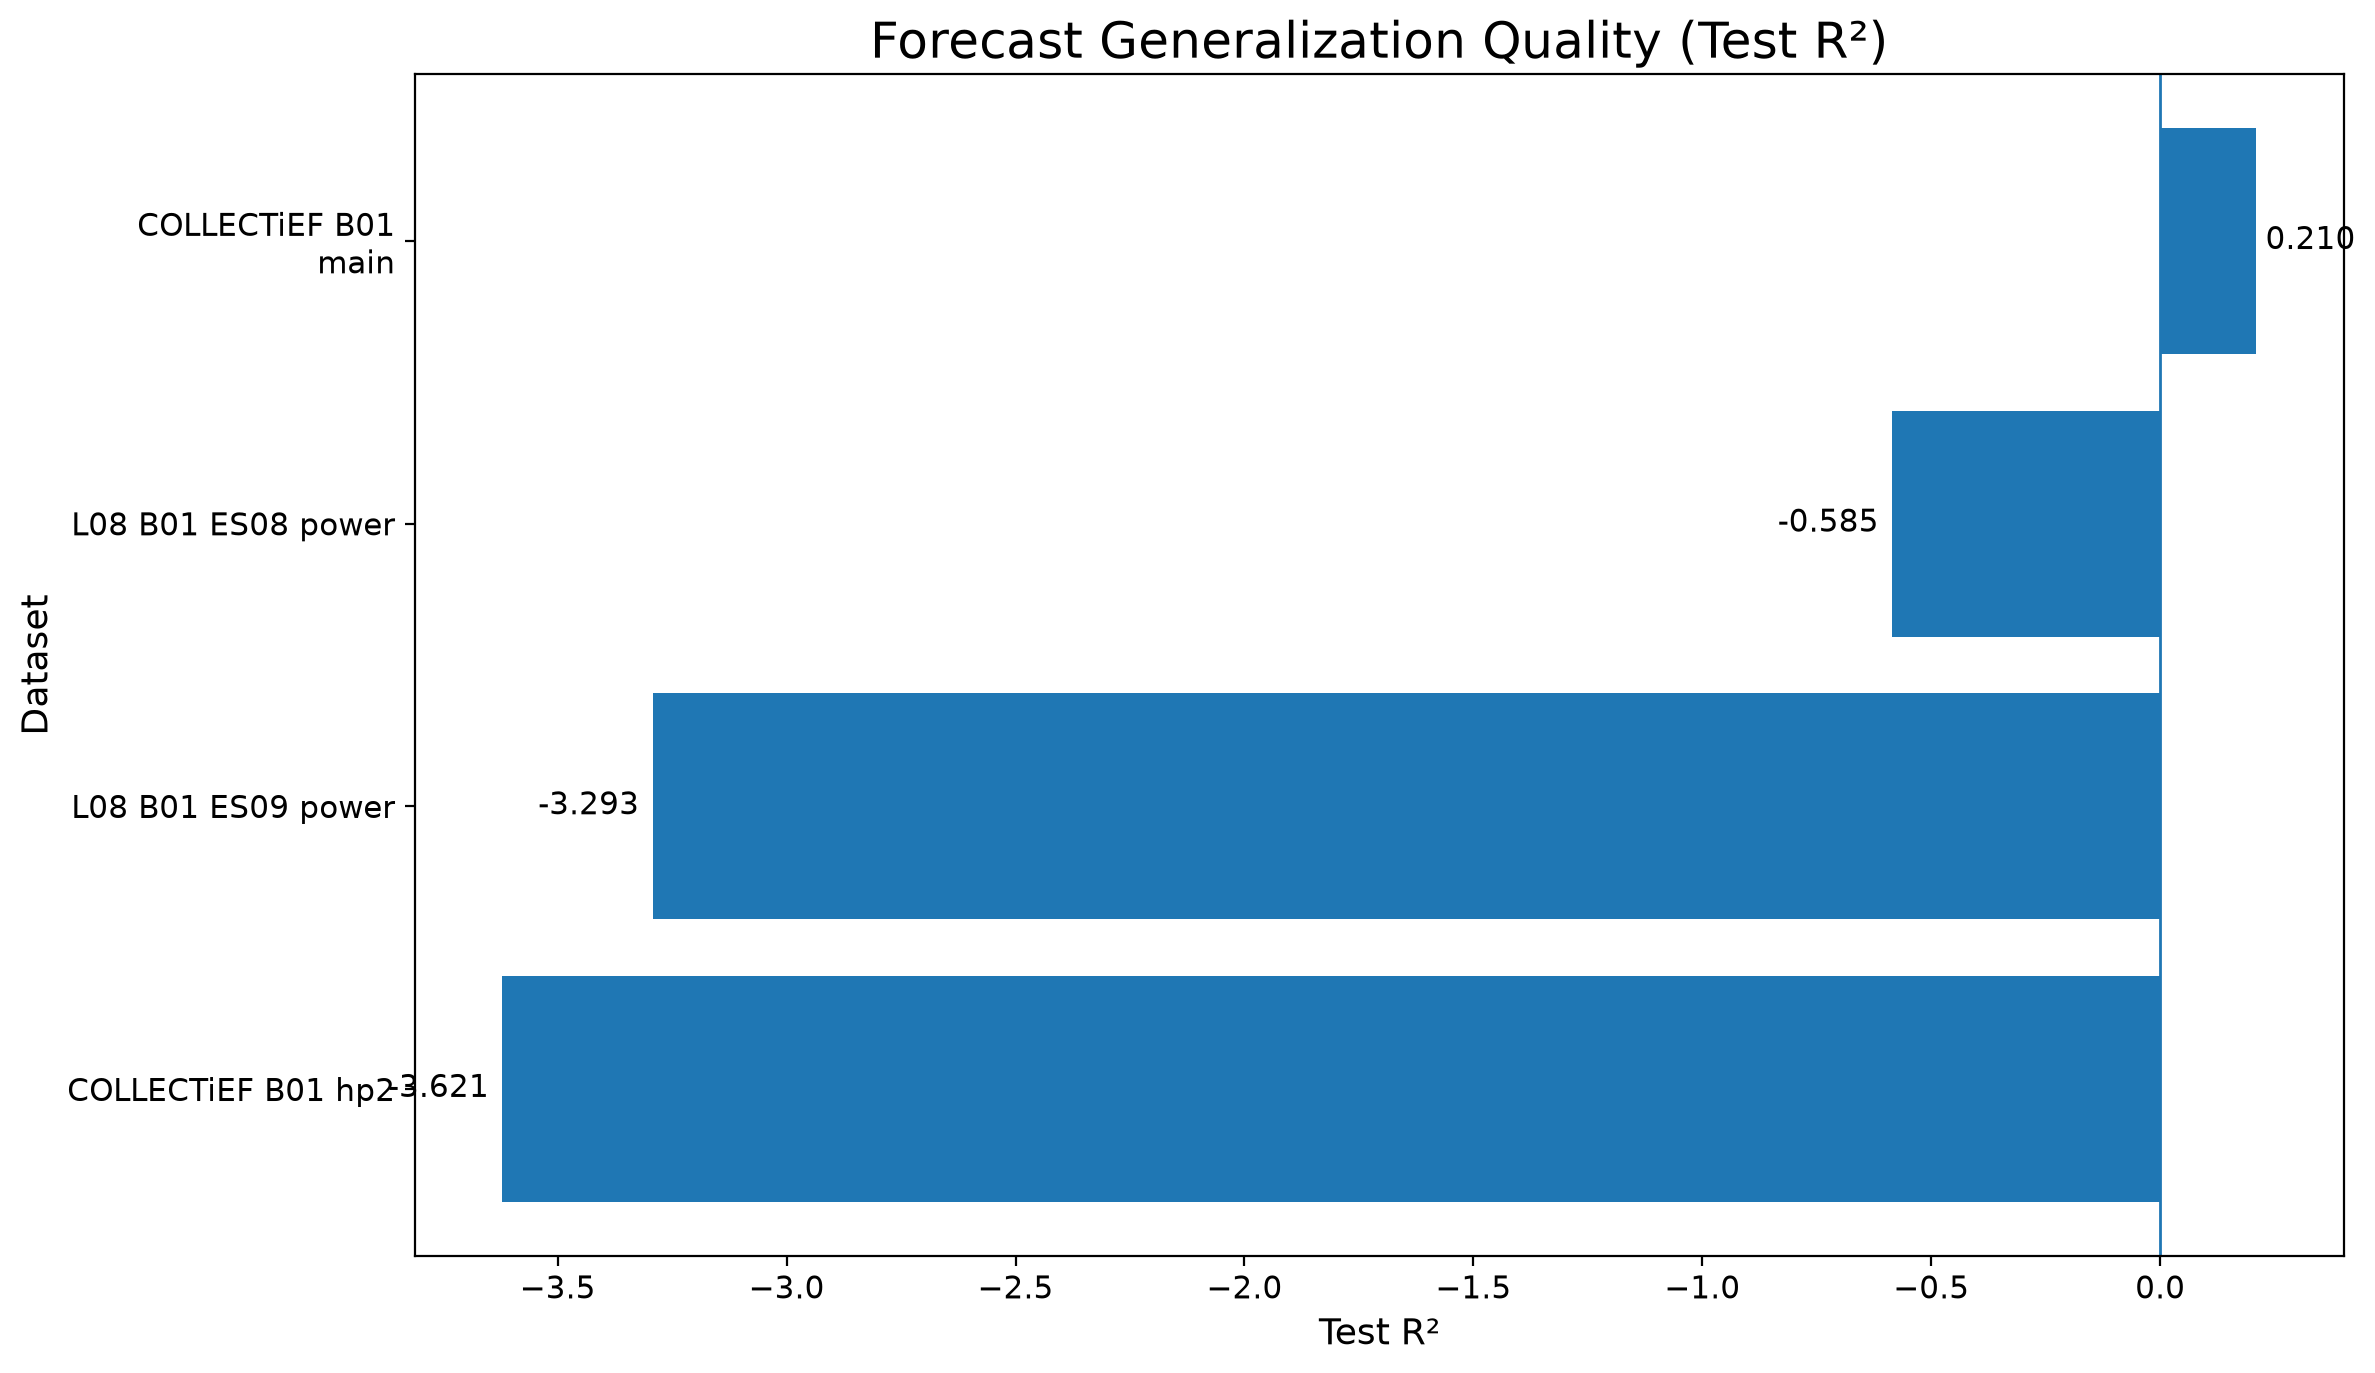 Forecast Generalization Quality (Test R²)
COLLECTiEF B01
main
0.210
L08 B01 ES08 power
-0.585
Dataset
L08 B01 ES09 power
-3.293
COLLECTiEF B01 hp2
-3.621
−3.5 −3.0 −2.5 −2.0 −1.5 −1.0 −0.5 0.0
Test R²